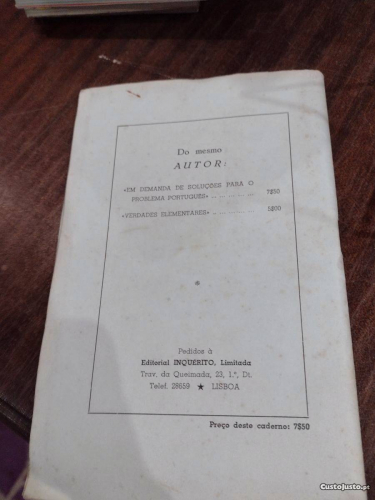 Do mesmo
AUTOR:
«EM DEMANDA DE SOLUÇÕES PARA O
PROBLEMA PORTUGUÊS» .................. 7$50
«VERDADES ELEMENTARES» .................. 5$00
Pedidos à
Editorial INQUÉRITO, Limitada
Trav. da Queimada, 23, 1.º, Dt.
Telef. 28659 ★ LISBOA
Preço deste caderno: 7$50
CustoJusto.pt